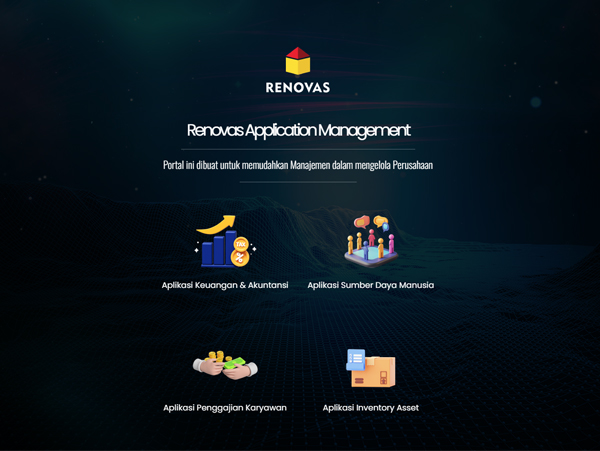 RENOVAS
Renovas Application Management
Portal ini dibuat untuk memudahkan Manajemen dalam mengelola Perusahaan
TAX
Aplikasi Keuangan & Akuntansi
Aplikasi Sumber Daya Manusia
Aplikasi Penggajian Karyawan
Aplikasi Inventory Asset